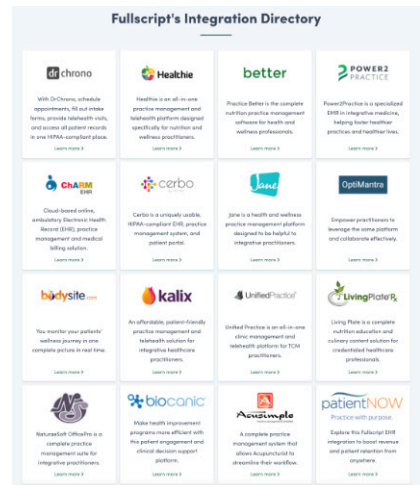 Fullscript's Integration Directory
dr chrono
With DrChrono, schedule
appointments, fill out intake
forms, provide telehealth visits,
and access all patient records
in one HIPAA-compliant place.
Learn more >
Healthie
Healthie is an all-in-one
practice management and
telehealth platform designed
specifically for nutrition and
wellness practitioners.
Learn more >
better
Practice Better is the complete
nutrition practice management
software for health and
wellness professionals.
Learn more >
POWER2
PRACTICE
Power2Practice is a specialized
EHR in integrative medicine,
helping foster healthier
practices and healthier lives.
Learn more >
ChARM
EHR
Cloud-based online,
ambulatory Electronic Health
Record (EHR), practice
management and medical
billing solution.
Learn more >
cerbo
Cerbo is a uniquely usable,
HIPAA-compliant EHR, practice
management system, and
patient portal.
Learn more >
Jane
Jane is a health and wellness
practice management platform
designed to be helpful to
integrative practitioners.
Learn more >
OptiMantra
Empower practitioners to
leverage the same platform
and collaborate effectively.
Learn more >
bodysite.com
You monitor your patients'
wellness journey in one
complete picture in real time.
Learn more >
kalix
An affordable, patient-friendly
practice management and
telehealth solution for
integrative healthcare
practitioners.
Learn more >
Unified Practice
Unified Practice is an all-in-one
clinic management and
telehealth platform for TCM
practitioners.
Learn more >
LivingPlateRx
Living Plate is a complete
nutrition education and
culinary content solution for
credentialed healthcare
professionals.
Learn more >
NaturaeSoft OfficePro is a
complete practice
management suite for
integrative practitioners.
Learn more >
biocanic
Make health improvement
programs more efficient with
this patient engagement and
clinical decision support
platform.
Learn more >
Acusimple
A complete practice
management system that
allows Acupuncturist to
streamline their workflow.
Learn more >
patientNOW
Practice with purpose.
Explore this Fullscript EHR
integration to boost revenue
and patient retention from
anywhere.
Learn more >